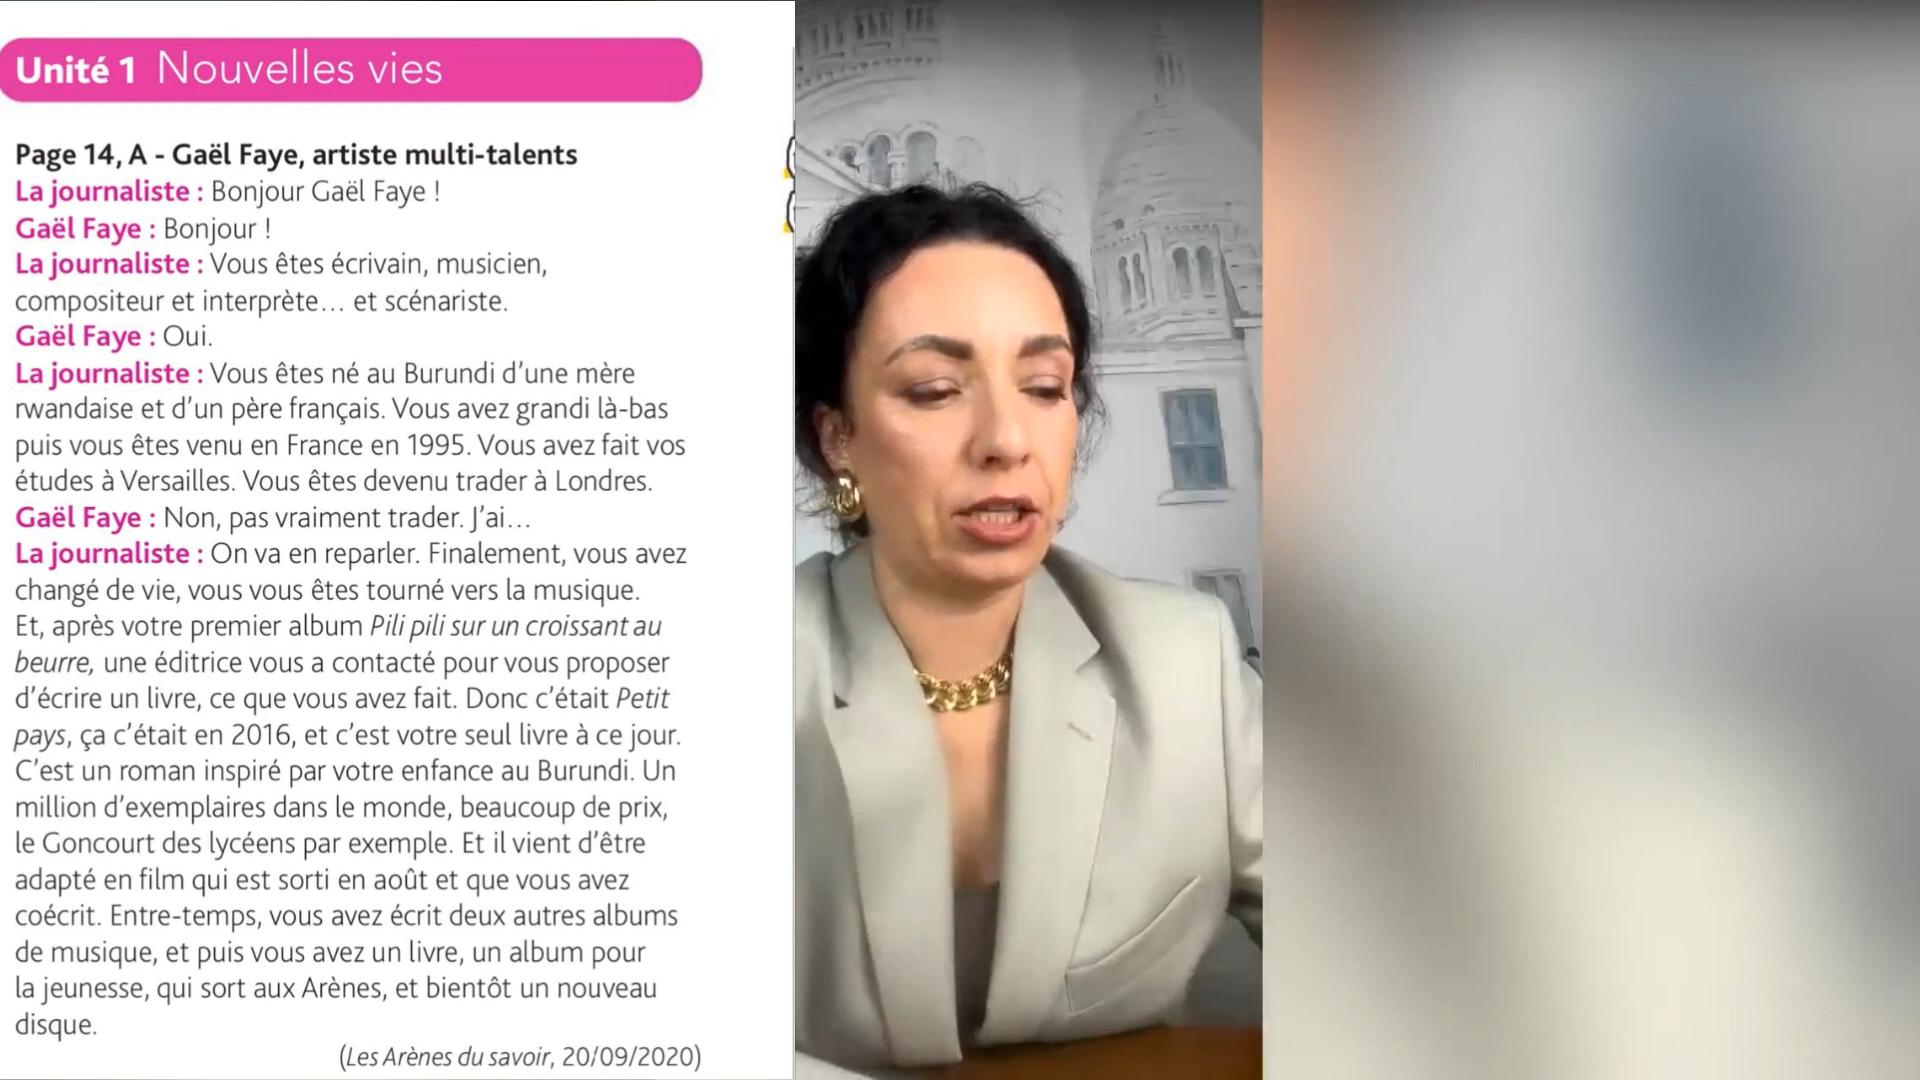 Unité 1 Nouvelles vies
Page 14, A - Gaël Faye, artiste multi-talents
La journaliste : Bonjour Gaël Faye !
Gaël Faye : Bonjour !
La journaliste : Vous êtes écrivain, musicien,
compositeur et interprète… et scénariste.
Gaël Faye : Oui.
La journaliste : Vous êtes né au Burundi d’une mère
rwandaise et d’un père français. Vous avez grandi là-bas
puis vous êtes venu en France en 1995. Vous avez fait vos
études à Versailles. Vous êtes devenu trader à Londres.
Gaël Faye : Non, pas vraiment trader. J’ai…
La journaliste : On va en reparler. Finalement, vous avez
changé de vie, vous vous êtes tourné vers la musique.
Et, après votre premier album Pili pili sur un croissant au
beurre, une éditrice vous a contacté pour vous proposer
d’écrire un livre, ce que vous avez fait. Donc c’était Petit
pays, ça c’était en 2016, et c’est votre seul livre à ce jour.
C’est un roman inspiré par votre enfance au Burundi. Un
million d’exemplaires dans le monde, beaucoup de prix,
le Goncourt des lycéens par exemple. Et il vient d’être
adapté en film qui est sorti en août et que vous avez
coécrit. Entre-temps, vous avez écrit deux autres albums
de musique, et puis vous avez un livre, un album pour
la jeunesse, qui sort aux Arènes, et bientôt un nouveau
disque.
(Les Arènes du savoir, 20/09/2020)